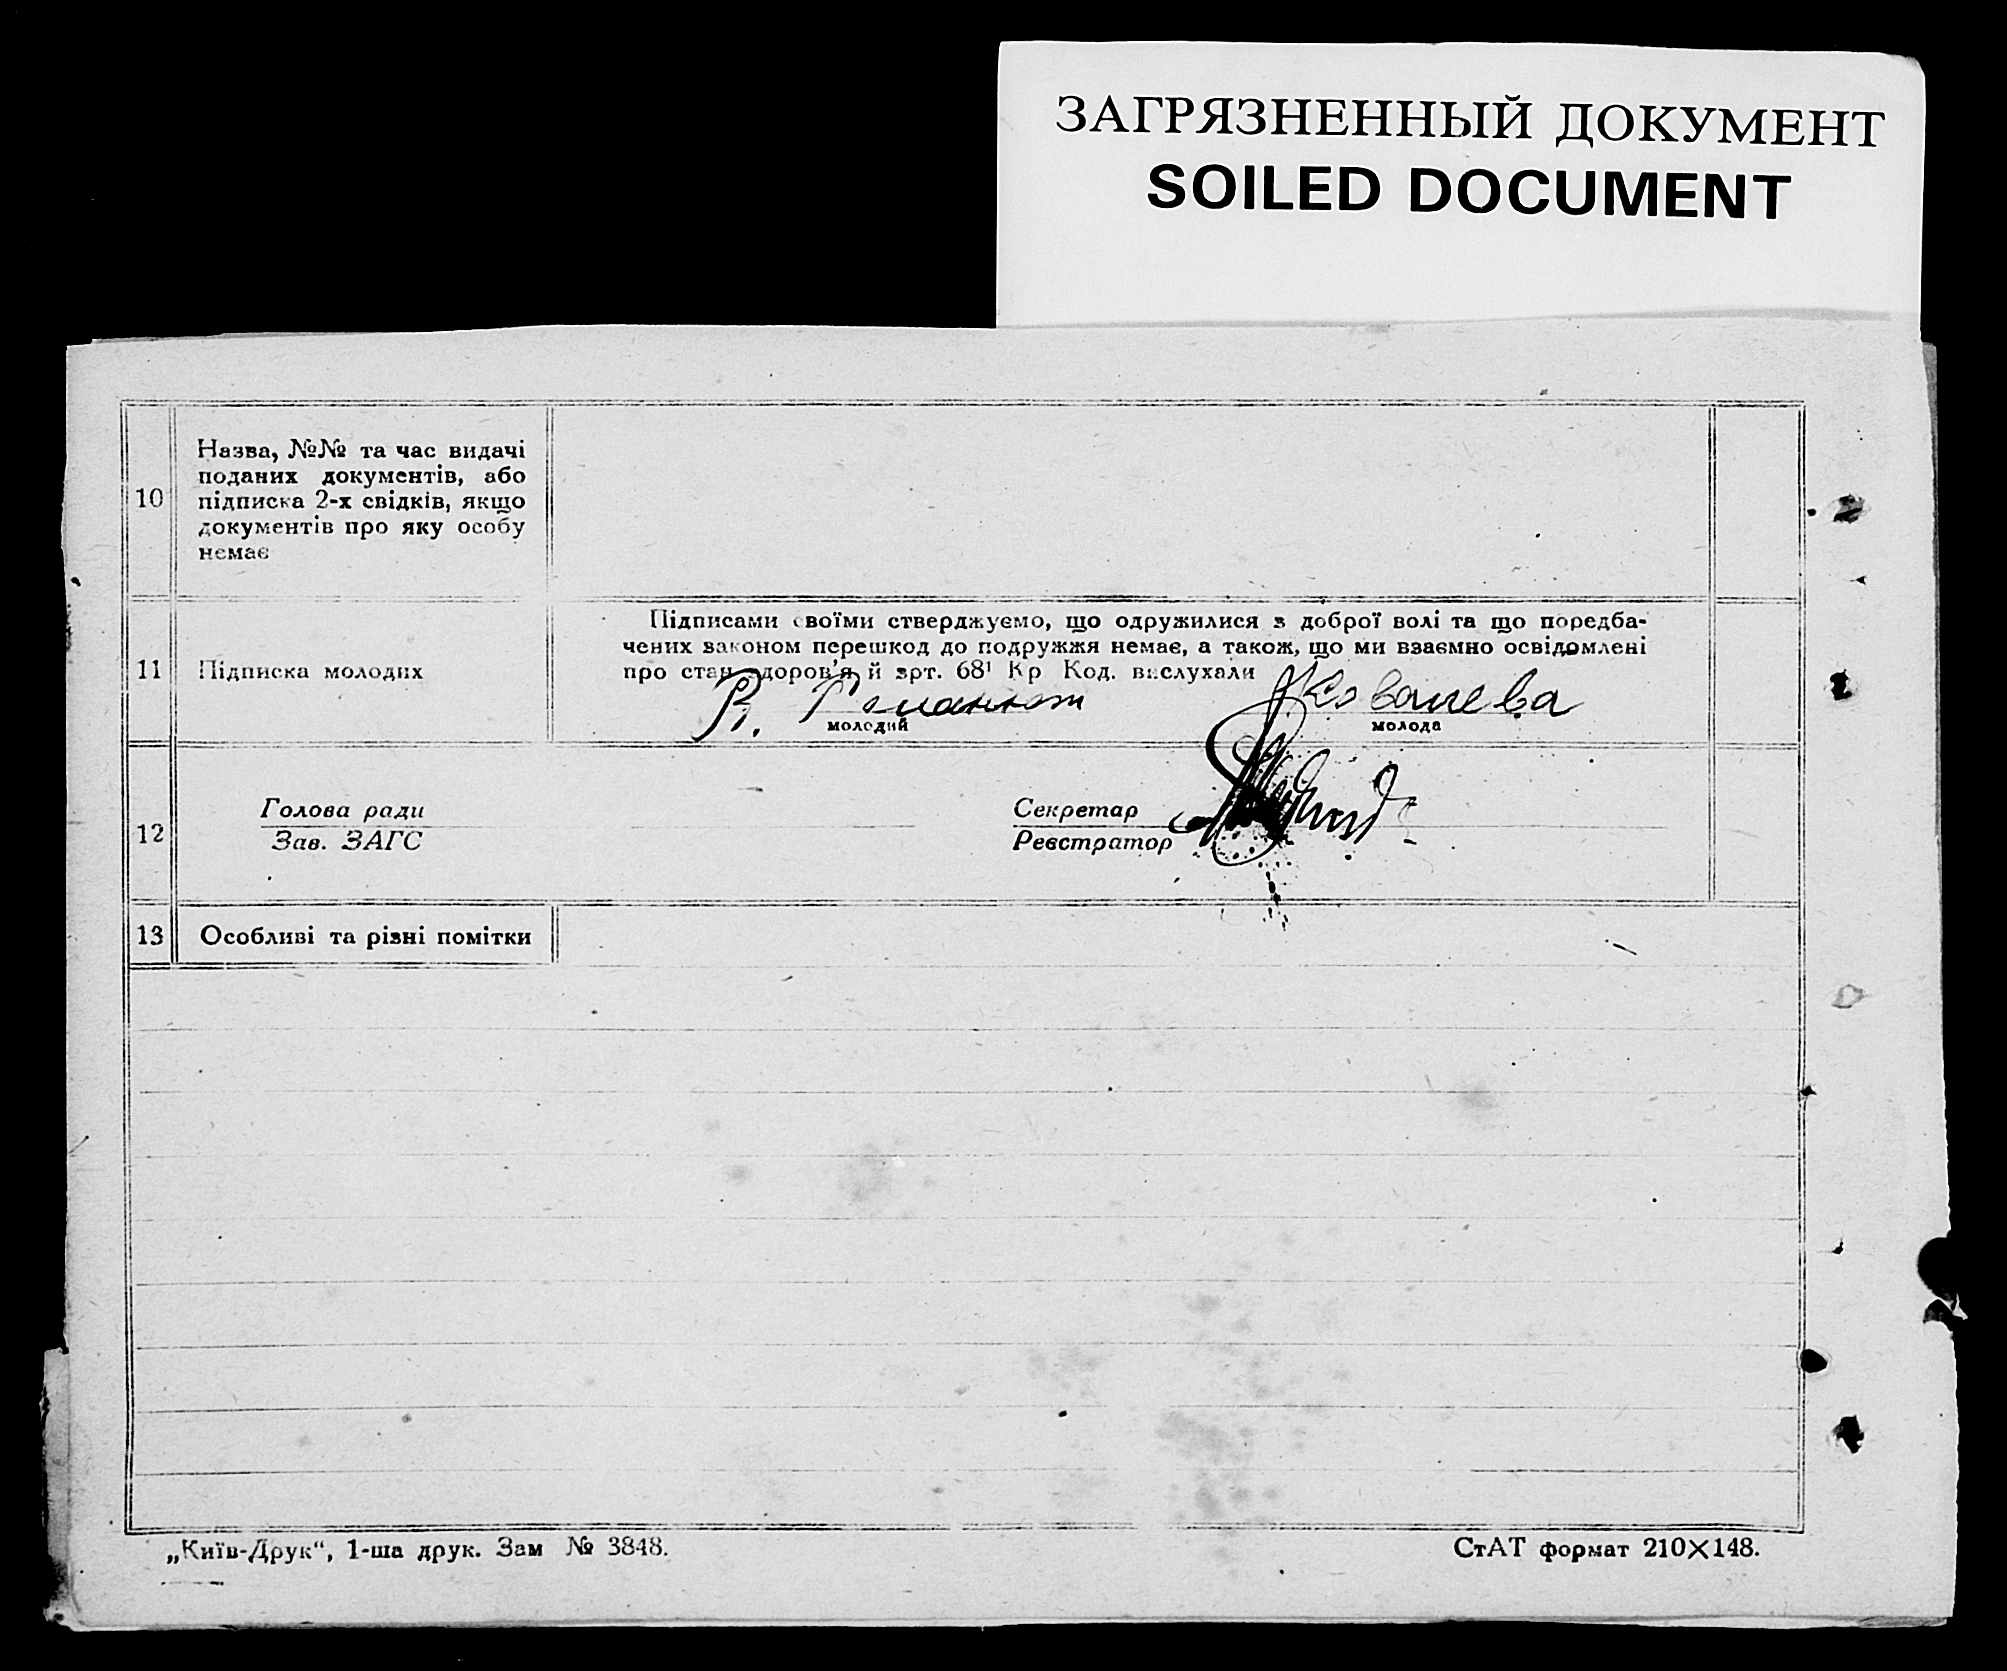 ЗАГРЯЗНЕННЫЙ ДОКУМЕНТ
SOILED DOCUMENT
10
Назва, №№ та час видачі
поданих документів, або
підписка 2-х свідків, якщо
документів про яку особу
немає
11
Підписка молодих
Підписами своїми стверджуємо, що одружилися з доброї волі та що поредба-
чених законом перешкод до подружжя немає, а також, що ми взаємно освідомлені
про стан здоров'я й арт. 68¹ Кр Код. вислухали
Ковалева
молодий
молода
12
Голова ради
Зав. ЗАГС
Секретар
Реєстратор
13
Особливі та різні помітки
„Київ-Друк“, 1-ша друк. Зам № 3848.
СтАТ формат 210×148.